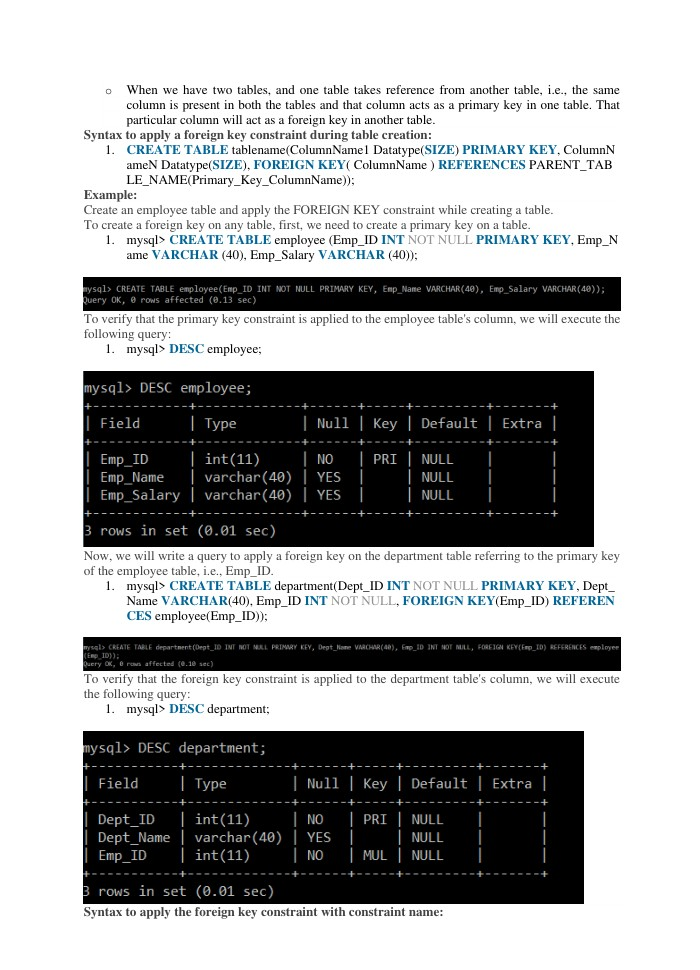 o When we have two tables, and one table takes reference from another table, i.e., the same
column is present in both the tables and that column acts as a primary key in one table. That
particular column will act as a foreign key in another table.
Syntax to apply a foreign key constraint during table creation:
1. CREATE TABLE tablename(ColumnName1 Datatype(SIZE) PRIMARY KEY, ColumnN
ameN Datatype(SIZE), FOREIGN KEY( ColumnName ) REFERENCES PARENT_TAB
LE_NAME(Primary_Key_ColumnName));
Example:
Create an employee table and apply the FOREIGN KEY constraint while creating a table.
To create a foreign key on any table, first, we need to create a primary key on a table.
1. mysql> CREATE TABLE employee (Emp_ID INT NOT NULL PRIMARY KEY, Emp_N
ame VARCHAR (40), Emp_Salary VARCHAR (40));
mysql> CREATE TABLE employee(Emp_ID INT NOT NULL PRIMARY KEY, Emp_Name VARCHAR(40), Emp_Salary VARCHAR(40));
Query OK, 0 rows affected (0.13 sec)
To verify that the primary key constraint is applied to the employee table's column, we will execute the
following query:
1. mysql> DESC employee;
mysql> DESC employee;
+------------+-------------+------+-----+---------+-------+
| Field | Type | Null | Key | Default | Extra |
+------------+-------------+------+-----+---------+-------+
| Emp_ID | int(11) | NO | PRI | NULL | |
| Emp_Name | varchar(40) | YES | | NULL | |
| Emp_Salary | varchar(40) | YES | | NULL | |
+------------+-------------+------+-----+---------+-------+
3 rows in set (0.01 sec)
Now, we will write a query to apply a foreign key on the department table referring to the primary key
of the employee table, i.e., Emp_ID.
1. mysql> CREATE TABLE department(Dept_ID INT NOT NULL PRIMARY KEY, Dept_
Name VARCHAR(40), Emp_ID INT NOT NULL, FOREIGN KEY(Emp_ID) REFEREN
CES employee(Emp_ID));
mysql> CREATE TABLE department(Dept_ID INT NOT NULL PRIMARY KEY, Dept_Name VARCHAR(40), Emp_ID INT NOT NULL, FOREIGN KEY(Emp_ID) REFERENCES employee
(Emp_ID));
Query OK, 0 rows affected (0.10 sec)
To verify that the foreign key constraint is applied to the department table's column, we will execute
the following query:
1. mysql> DESC department;
mysql> DESC department;
+-----------+-------------+------+-----+---------+-------+
| Field | Type | Null | Key | Default | Extra |
+-----------+-------------+------+-----+---------+-------+
| Dept_ID | int(11) | NO | PRI | NULL | |
| Dept_Name | varchar(40) | YES | | NULL | |
| Emp_ID | int(11) | NO | MUL | NULL | |
+-----------+-------------+------+-----+---------+-------+
3 rows in set (0.01 sec)
Syntax to apply the foreign key constraint with constraint name: